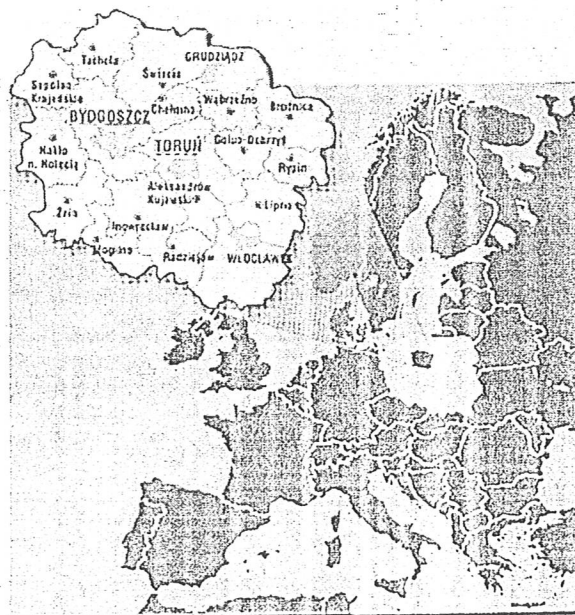 Tuchola
GRUDZIĄDZ
Świecie
Sępólno
Krajeńskie
Chełmno
Wąbrzeźno
Brodnica
BYDGOSZCZ
TORUŃ
Golub-Dobrzyń
Nakło
n. Notecią
Rypin
Aleksandrów
Kujawski
Lipno
Żnin
Inowrocław
Mogilno
Radziejów
WŁOCŁAWEK